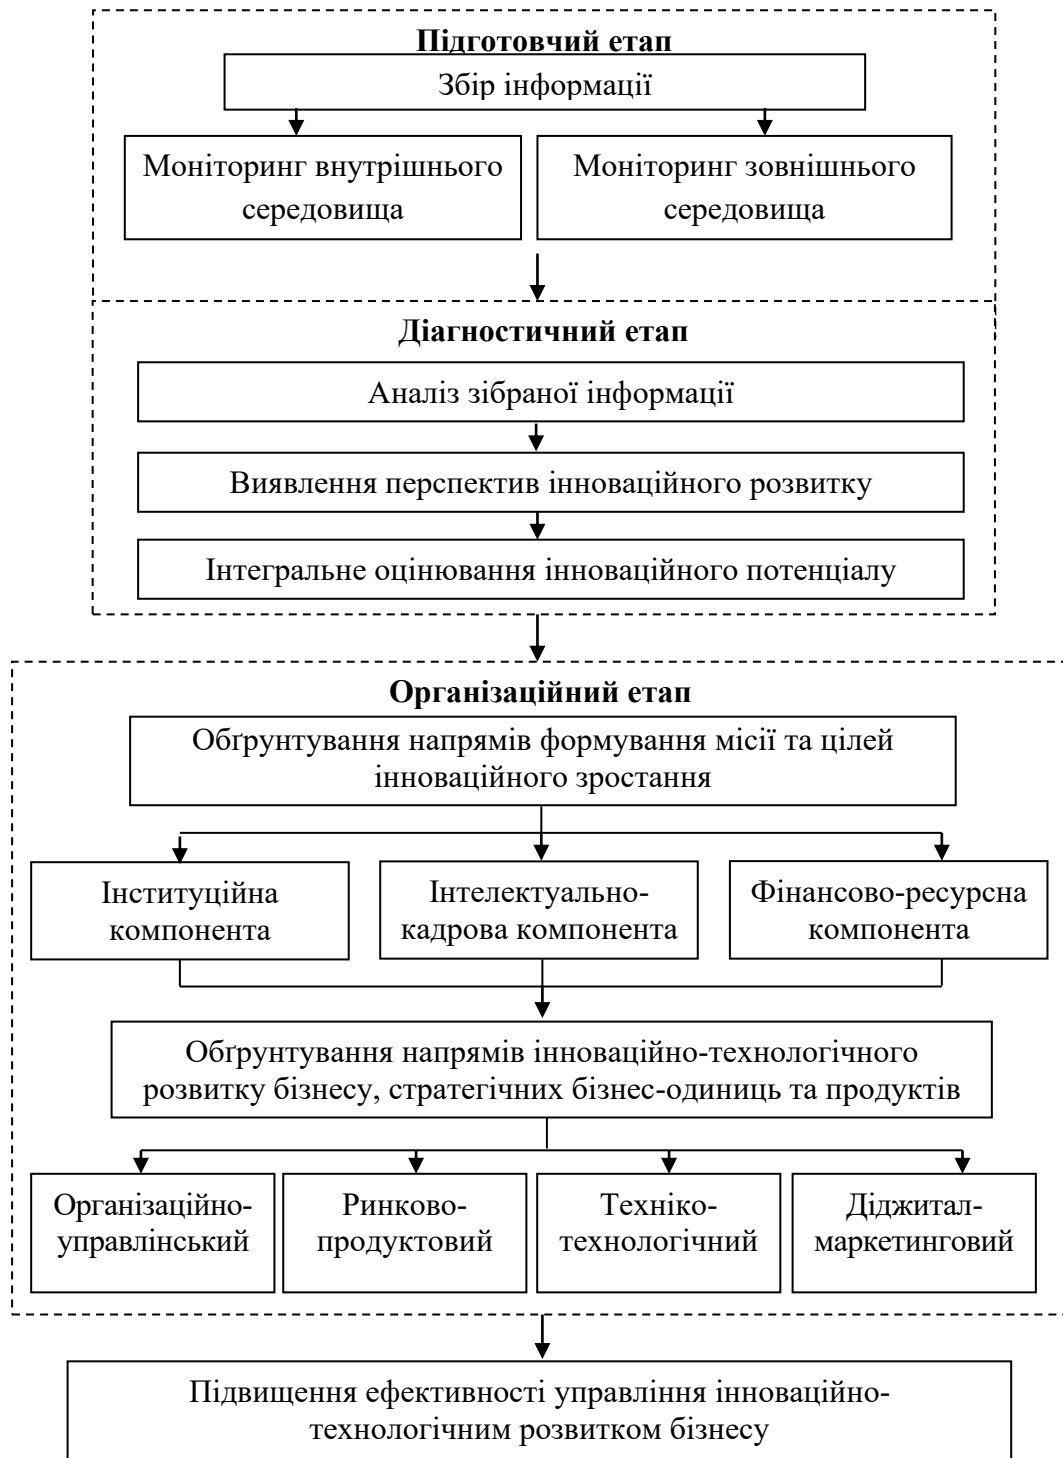 Підготовчий етап
Збір інформації
Моніторинг внутрішнього
середовища
Моніторинг зовнішнього
середовища
Діагностичний етап
Аналіз зібраної інформації
Виявлення перспектив інноваційного розвитку
Інтегральне оцінювання інноваційного потенціалу
Організаційний етап
Обґрунтування напрямів формування місії та цілей
інноваційного зростання
Інституційна
компонента
Інтелектуально-
кадрова компонента
Фінансово-ресурсна
компонента
Обґрунтування напрямів інноваційно-технологічного
розвитку бізнесу, стратегічних бізнес-одиниць та продуктів
Організаційно-
управлінський
Ринково-
продуктовий
Техніко-
технологічний
Діджитал-
маркетинговий
Підвищення ефективності управління інноваційно-
технологічним розвитком бізнесу